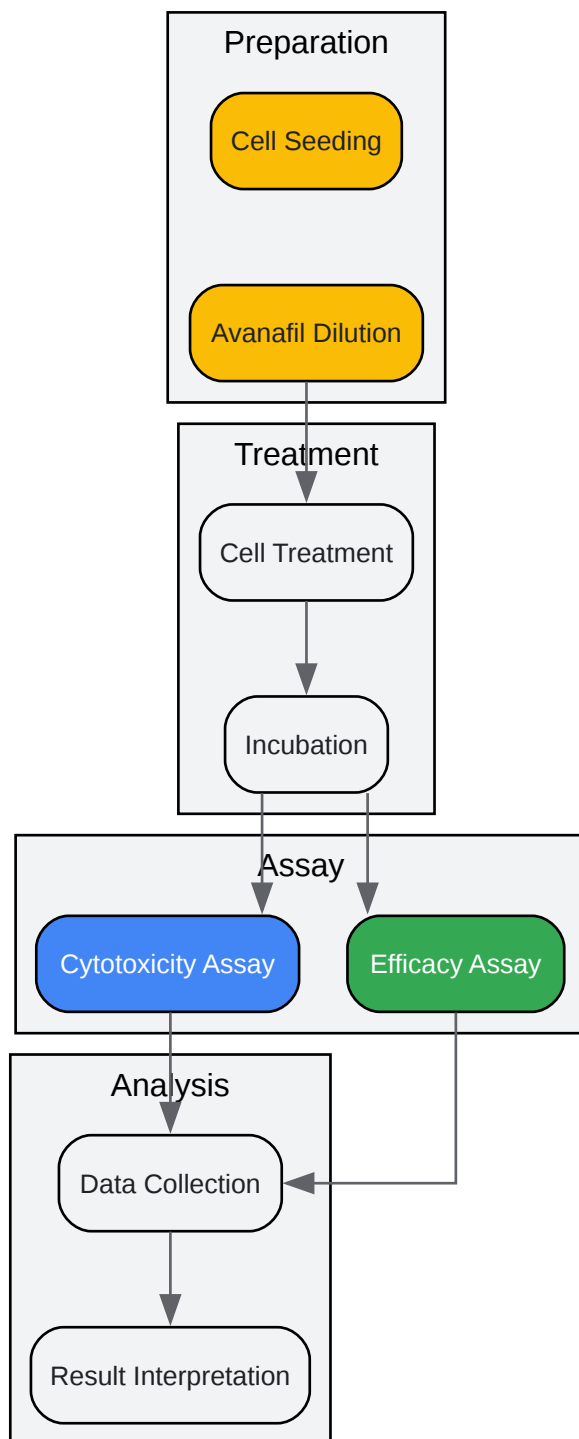 Preparation
Cell Seeding
Avanafil Dilution
Treatment
Cell Treatment
Incubation
Assay
Cytotoxicity Assay
Efficacy Assay
Analysis
Data Collection
Result Interpretation